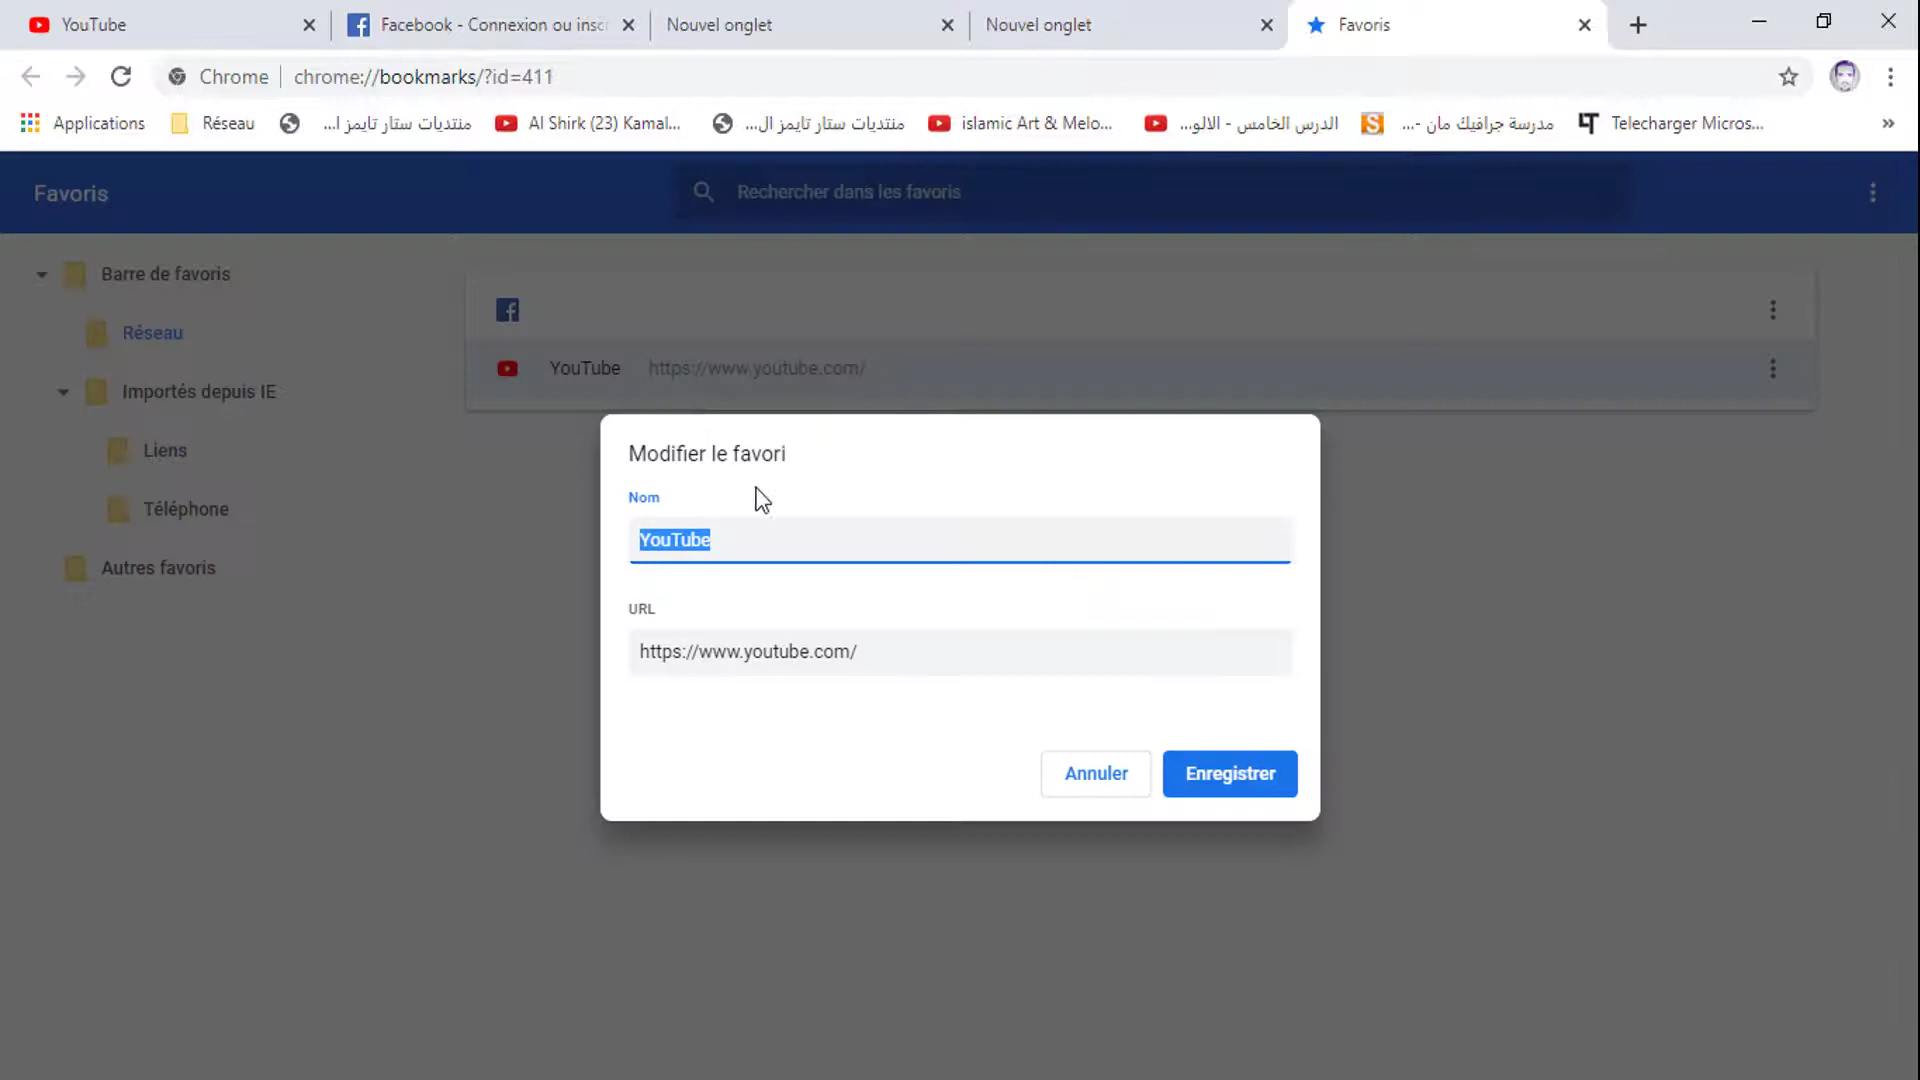 YouTube
Facebook - Connexion ou insc
Nouvel onglet
Nouvel onglet
Favoris
Chrome
chrome://bookmarks/?id=411
Applications
Réseau
منتديات ستار تايمز ا...
Al Shirk (23) Kamal...
منتديات ستار تايمز ال...
islamic Art & Melo...
الدرس الخامس - الالو...
مدرسة جرافيك مان -...
Telecharger Micros...
Favoris
Rechercher dans les favoris
Barre de favoris
Réseau
Importés depuis IE
Liens
Téléphone
Autres favoris
YouTube https://www.youtube.com/
Modifier le favori
Nom
YouTube
URL
https://www.youtube.com/
Annuler
Enregistrer